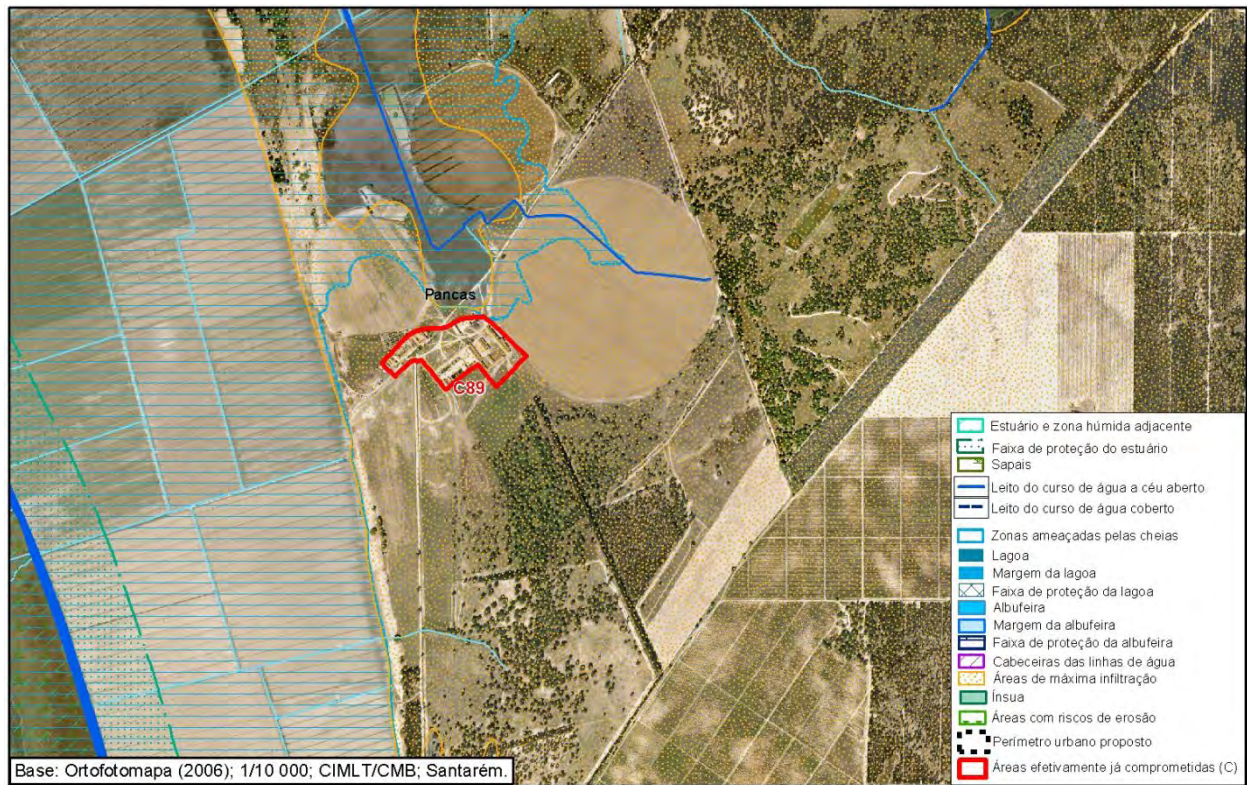 Pancas
C89
Estuário e zona húmida adjacente
Faixa de proteção do estuário
Sapais
Leito do curso de água a céu aberto
Leito do curso de água coberto
Zonas ameaçadas pelas cheias
Lagoa
Margem da lagoa
Faixa de proteção da lagoa
Albufeira
Margem da albufeira
Faixa de proteção da albufeira
Cabeceiras das linhas de água
Áreas de máxima infiltração
Ínsua
Áreas com riscos de erosão
Perímetro urbano proposto
Áreas efetivamente já comprometidas (C)
Base: Ortofotomapa (2006); 1/10 000; CIMLT/CMB; Santarém.